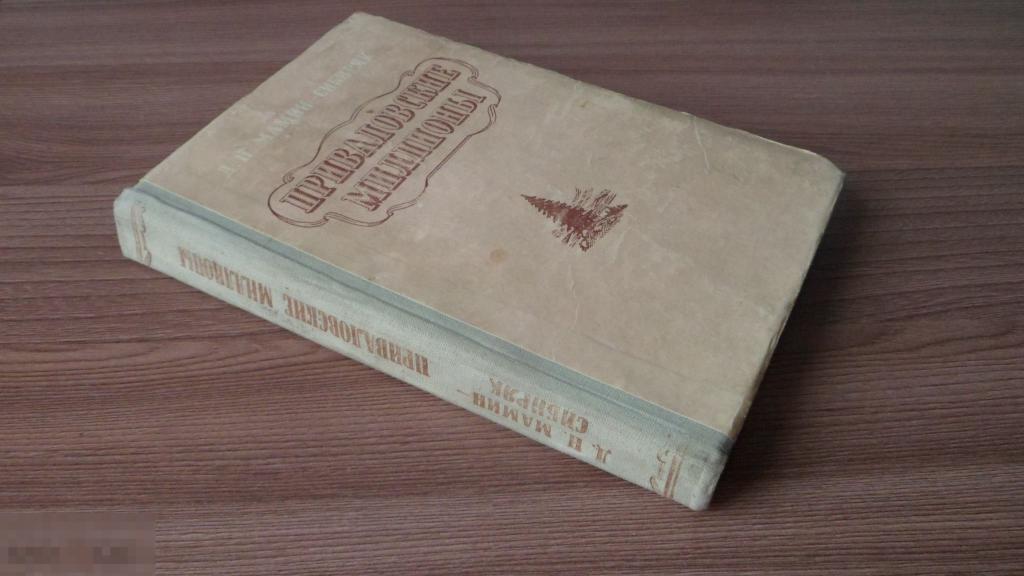 Д. Н. МАМИН-СИБИРЯК
ПРИВАЛОВСКИЕ
МИЛЛИОНЫ
Д. Н. МАМИН
СИБИРЯК
ПРИВАЛОВСКИЕ МИЛЛИОНЫ